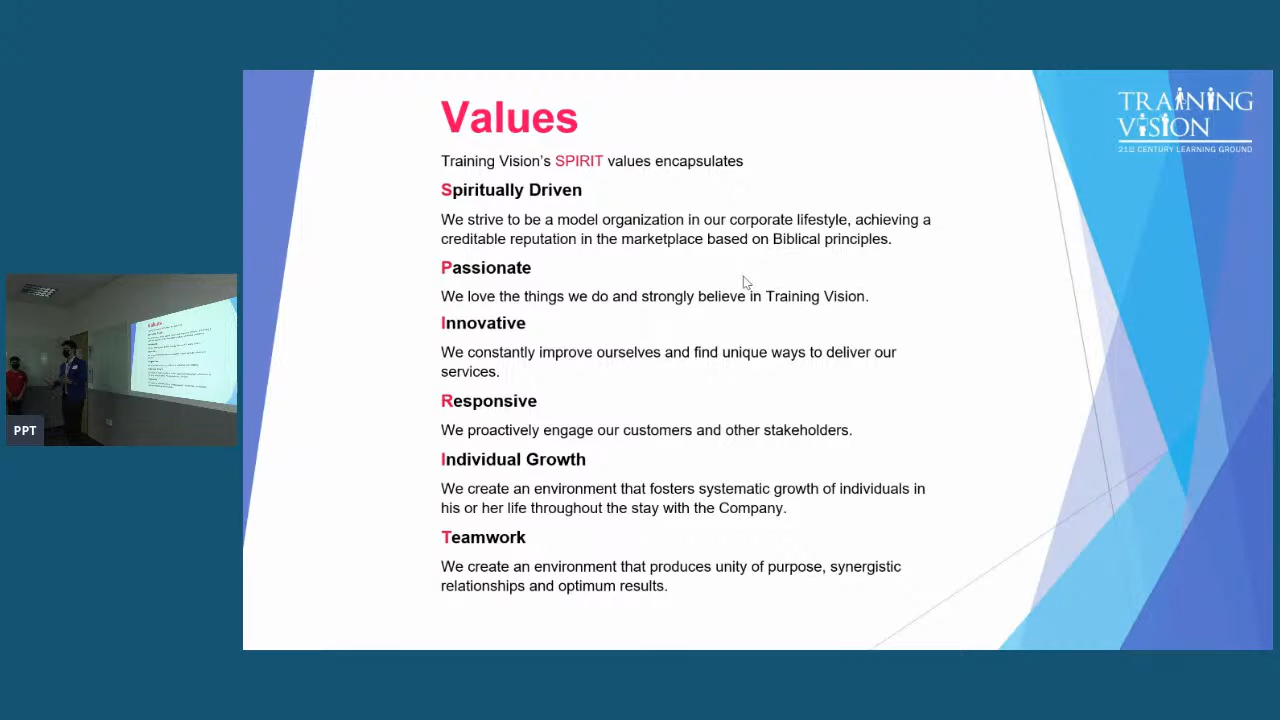 Values
Training Vision's SPIRIT values encapsulates
Spiritually Driven
We strive to be a model organization in our corporate lifestyle, achieving a
creditable reputation in the marketplace based on Biblical principles.
Passionate
We love the things we do and strongly believe in Training Vision.
Innovative
We constantly improve ourselves and find unique ways to deliver our
services.
Responsive
We proactively engage our customers and other stakeholders.
Individual Growth
We create an environment that fosters systematic growth of individuals in
his or her life throughout the stay with the Company.
Teamwork
We create an environment that produces unity of purpose, synergistic
relationships and optimum results.
TRAINING
VISION
21ST CENTURY LEARNING GROUND
Values
PPT